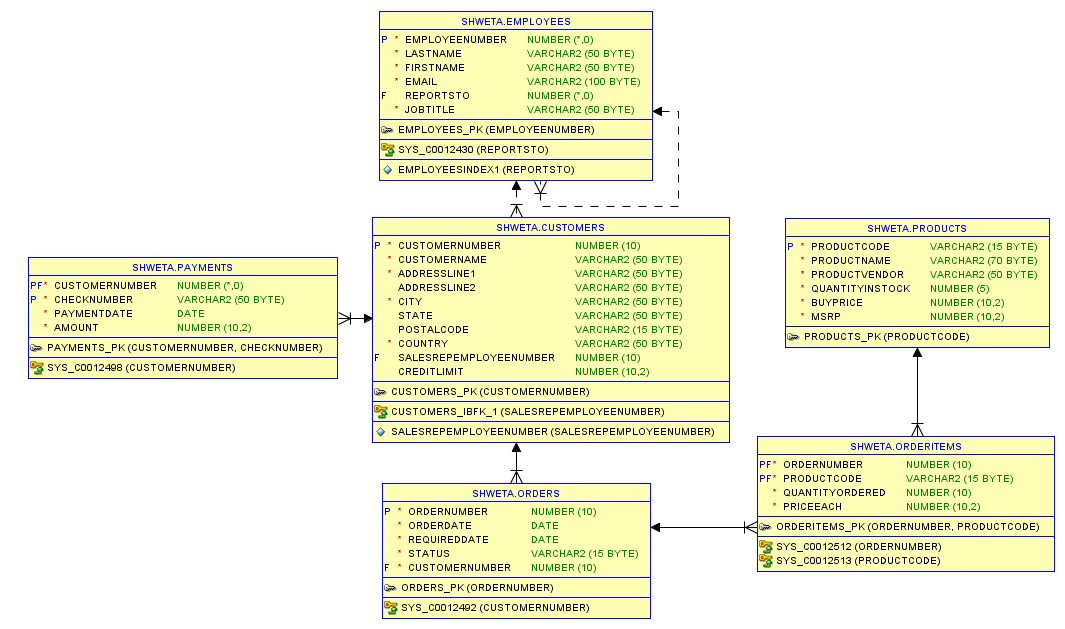 SHWETA.EMPLOYEES
P * EMPLOYEENUMBER NUMBER (*,0)
* LASTNAME VARCHAR2 (50 BYTE)
* FIRSTNAME VARCHAR2 (50 BYTE)
* EMAIL VARCHAR2 (100 BYTE)
F REPORTSTO NUMBER (*,0)
* JOBTITLE VARCHAR2 (50 BYTE)
EMPLOYEES_PK (EMPLOYEENUMBER)
SYS_C0012430 (REPORTSTO)
EMPLOYEESINDEX1 (REPORTSTO)
SHWETA.PAYMENTS
PF* CUSTOMERNUMBER NUMBER (*,0)
P * CHECKNUMBER VARCHAR2 (50 BYTE)
* PAYMENTDATE DATE
* AMOUNT NUMBER (10,2)
PAYMENTS_PK (CUSTOMERNUMBER, CHECKNUMBER)
SYS_C0012498 (CUSTOMERNUMBER)
SHWETA.CUSTOMERS
P * CUSTOMERNUMBER NUMBER (10)
* CUSTOMERNAME VARCHAR2 (50 BYTE)
* ADDRESSLINE1 VARCHAR2 (50 BYTE)
ADDRESSLINE2 VARCHAR2 (50 BYTE)
* CITY VARCHAR2 (50 BYTE)
STATE VARCHAR2 (50 BYTE)
POSTALCODE VARCHAR2 (15 BYTE)
* COUNTRY VARCHAR2 (50 BYTE)
F SALESREPEMPLOYEENUMBER NUMBER (10)
CREDITLIMIT NUMBER (10,2)
CUSTOMERS_PK (CUSTOMERNUMBER)
CUSTOMERS_IBFK_1 (SALESREPEMPLOYEENUMBER)
SALESREPEMPLOYEENUMBER (SALESREPEMPLOYEENUMBER)
SHWETA.PRODUCTS
P * PRODUCTCODE VARCHAR2 (15 BYTE)
* PRODUCTNAME VARCHAR2 (70 BYTE)
* PRODUCTVENDOR VARCHAR2 (50 BYTE)
* QUANTITYINSTOCK NUMBER (5)
* BUYPRICE NUMBER (10,2)
* MSRP NUMBER (10,2)
PRODUCTS_PK (PRODUCTCODE)
SHWETA.ORDERS
P * ORDERNUMBER NUMBER (10)
* ORDERDATE DATE
* REQUIREDDATE DATE
* STATUS VARCHAR2 (15 BYTE)
F * CUSTOMERNUMBER NUMBER (10)
ORDERS_PK (ORDERNUMBER)
SYS_C0012492 (CUSTOMERNUMBER)
SHWETA.ORDERITEMS
PF* ORDERNUMBER NUMBER (10)
PF* PRODUCTCODE VARCHAR2 (15 BYTE)
* QUANTITYORDERED NUMBER (10)
* PRICEEACH NUMBER (10,2)
ORDERITEMS_PK (ORDERNUMBER, PRODUCTCODE)
SYS_C0012512 (ORDERNUMBER)
SYS_C0012513 (PRODUCTCODE)